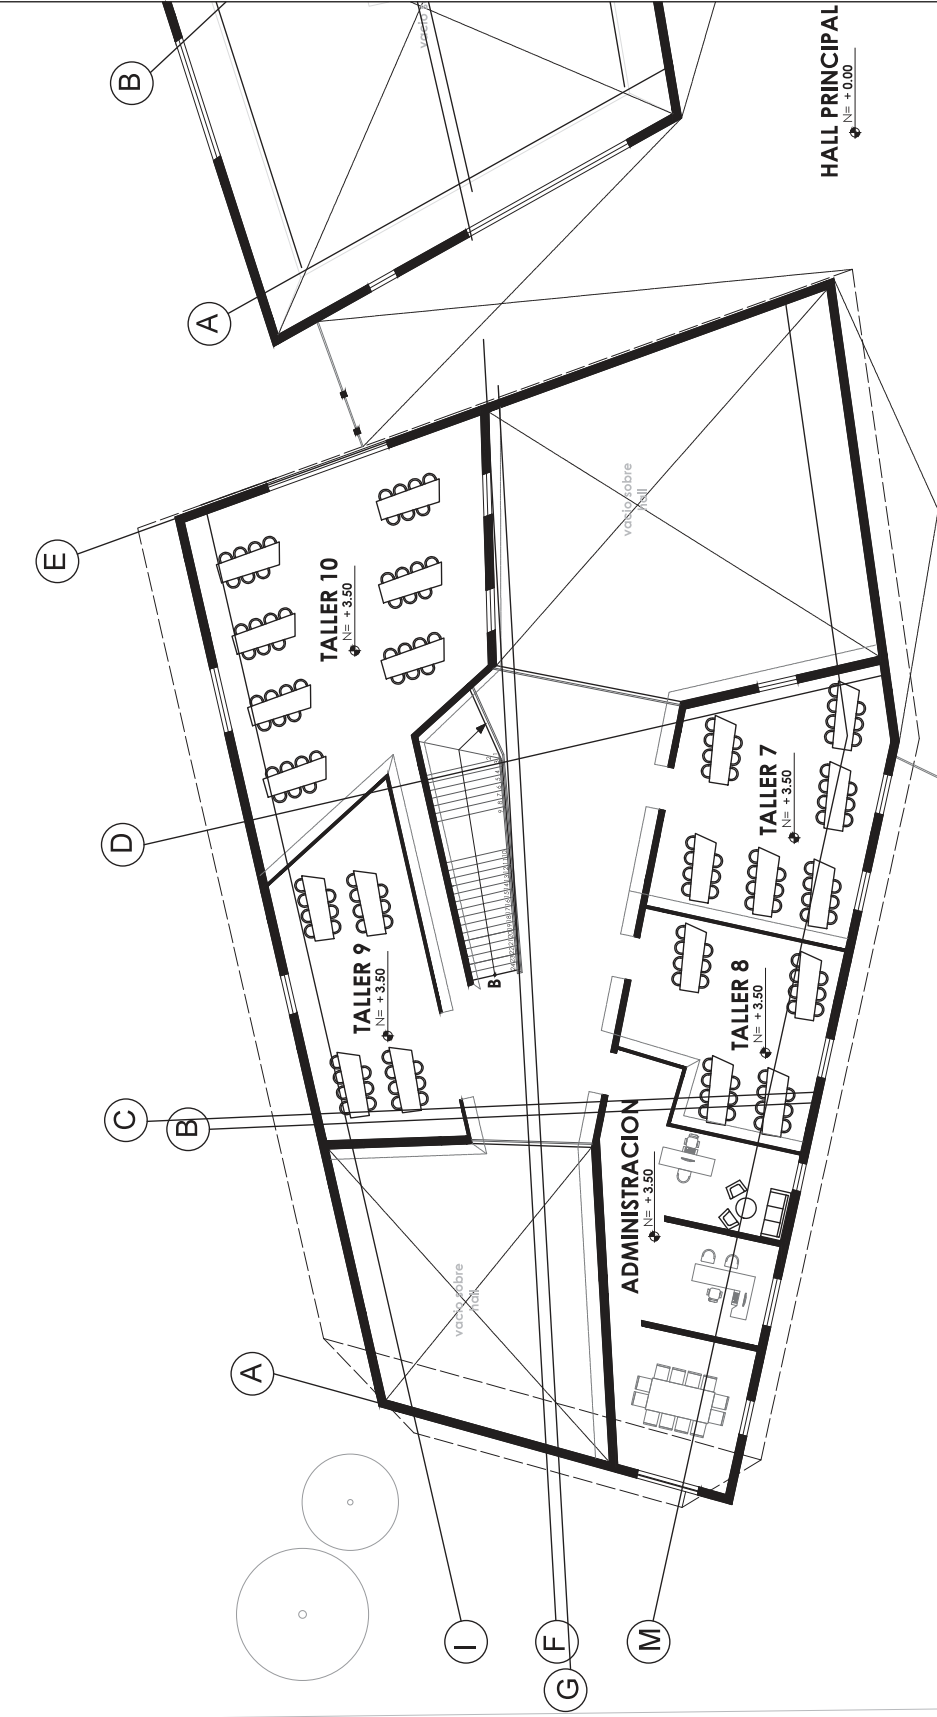 B
vacio
HALL PRINCIPAL
N= + 0.00
A
E
TALLER 10
N= + 3.50
vacio sobre
hall
D
TALLER 7
N= + 3.50
TALLER 9
N= + 3.50
B
TALLER 8
N= + 3.50
C
B
ADMINISTRACION
N= + 3.50
vacio sobre
hall
A
I
F
G
M